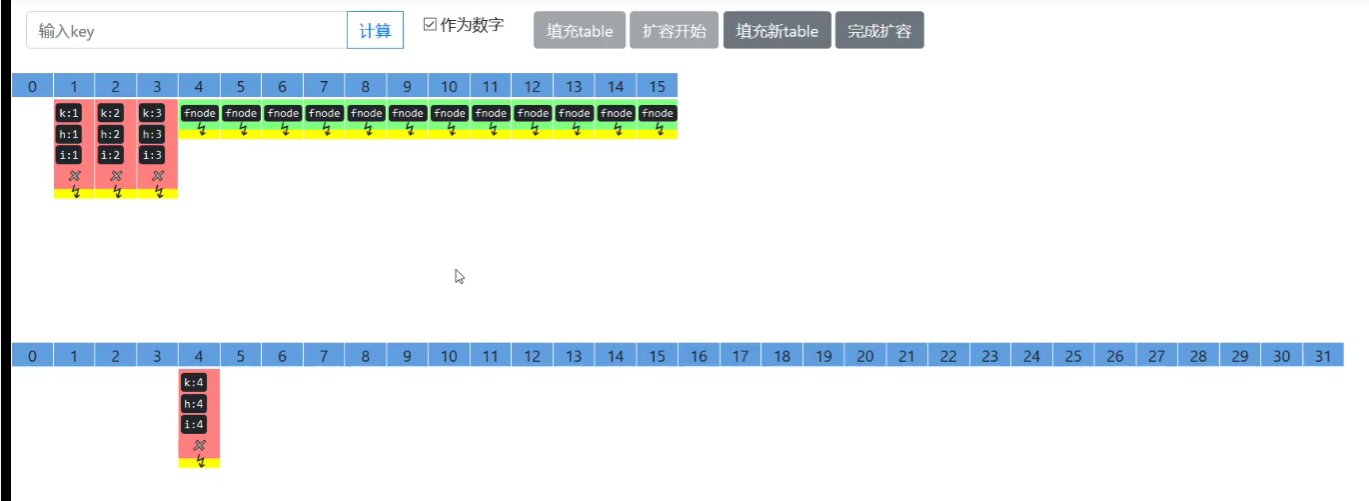 输入key 计算 作为数字 填充table 扩容开始 填充新table 完成扩容
0 1 2 3 4 5 6 7 8 9 10 11 12 13 14 15
k:1 k:2 k:3 fnode fnode fnode fnode fnode fnode fnode fnode fnode fnode fnode fnode
h:1 h:2 h:3
i:1 i:2 i:3
0 1 2 3 4 5 6 7 8 9 10 11 12 13 14 15 16 17 18 19 20 21 22 23 24 25 26 27 28 29 30 31
k:4
h:4
i:4